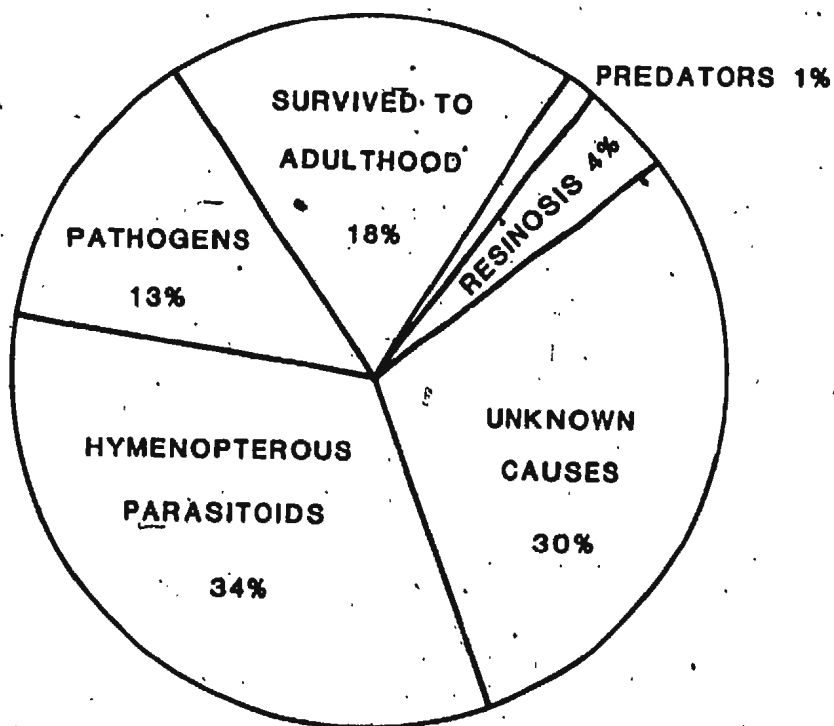 SURVIVED TO
ADULTHOOD
18%
PREDATORS 1%
RESINOSIS 4%
PATHOGENS
13%
HYMENOPTEROUS
PARASITOIDS
34%
UNKNOWN
CAUSES
30%